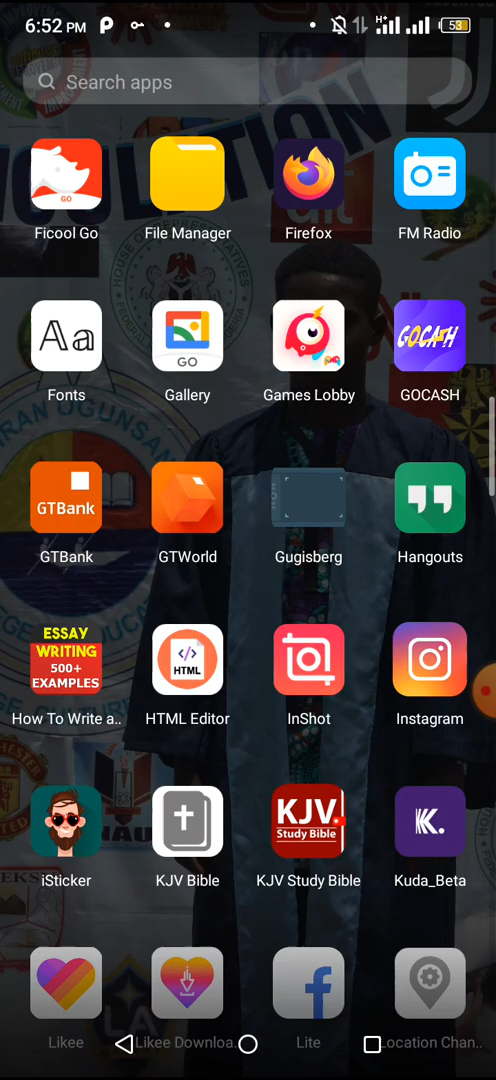 6:52 PM
H+
53
Search apps
GO
Ficool Go
File Manager
Firefox
FM Radio
Aa
GO
GOCASH
Fonts
Gallery
Games Lobby
GOCASH
GTBank
GTBank
GTWorld
Gugisberg
Hangouts
ESSAY
WRITING
500+
EXAMPLES
</>
HTML
How To Write a..
HTML Editor
InShot
Instagram
KJV
Study Bible
K.
iSticker
KJV Bible
KJV Study Bible
Kuda_Beta
Likee
Likee Downloa..
Lite
Location Chan..